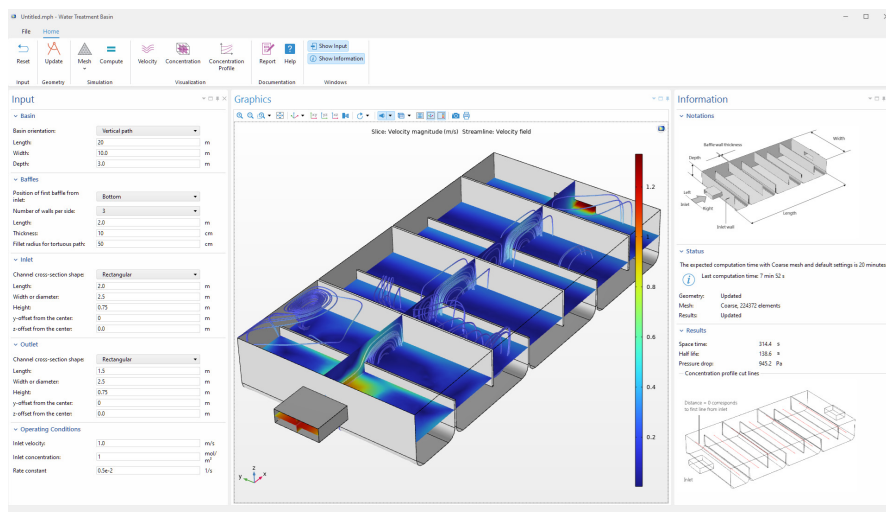 Untitled.mph - Water Treatment Basin
File Home
Reset Update Mesh Compute Velocity Concentration Concentration Profile Report Help Show Input
Show Information
Input Geometry Simulation Visualization Documentation Windows
Input
Basin
Basin orientation: Vertical path
Length: 20 m
Width: 10.0 m
Depth: 3.0 m
Baffles
Position of first baffle from inlet: Bottom
Number of walls per side: 3
Length: 2.0 m
Thickness: 10 cm
Fillet radius for tortuous path: 50 cm
Inlet
Channel cross-section shape: Rectangular
Length: 2.0 m
Width or diameter: 2.5 m
Height: 0.75 m
y-offset from the center: 0 m
z-offset from the center: 0.0 m
Outlet
Channel cross-section shape: Rectangular
Length: 1.5 m
Width or diameter: 2.5 m
Height: 0.75 m
y-offset from the center: 0 m
z-offset from the center: 0.0 m
Operating Conditions
Inlet velocity: 1.0 m/s
Inlet concentration: 1 mol/m³
Rate constant 0.5e-2 1/s
Graphics
Slice: Velocity magnitude (m/s) Streamline: Velocity field
1.2
1
0.8
0.6
0.4
0.2
z
y x
Information
Notations
Baffle wall thickness
Width
Depth
Left
Inlet
Right
Length
Inlet wall
Status
The expected computation time with Coarse mesh and default settings is 20 minutes
Last computation time: 7 min 52 s
Geometry: Updated
Mesh: Coarse, 224372 elements
Results: Updated
Results
Space time: 314.4 s
Half life: 138.6 s
Pressure drop: 945.2 Pa
Concentration profile cut lines
Distance = 0 corresponds
to first line from inlet
Inlet